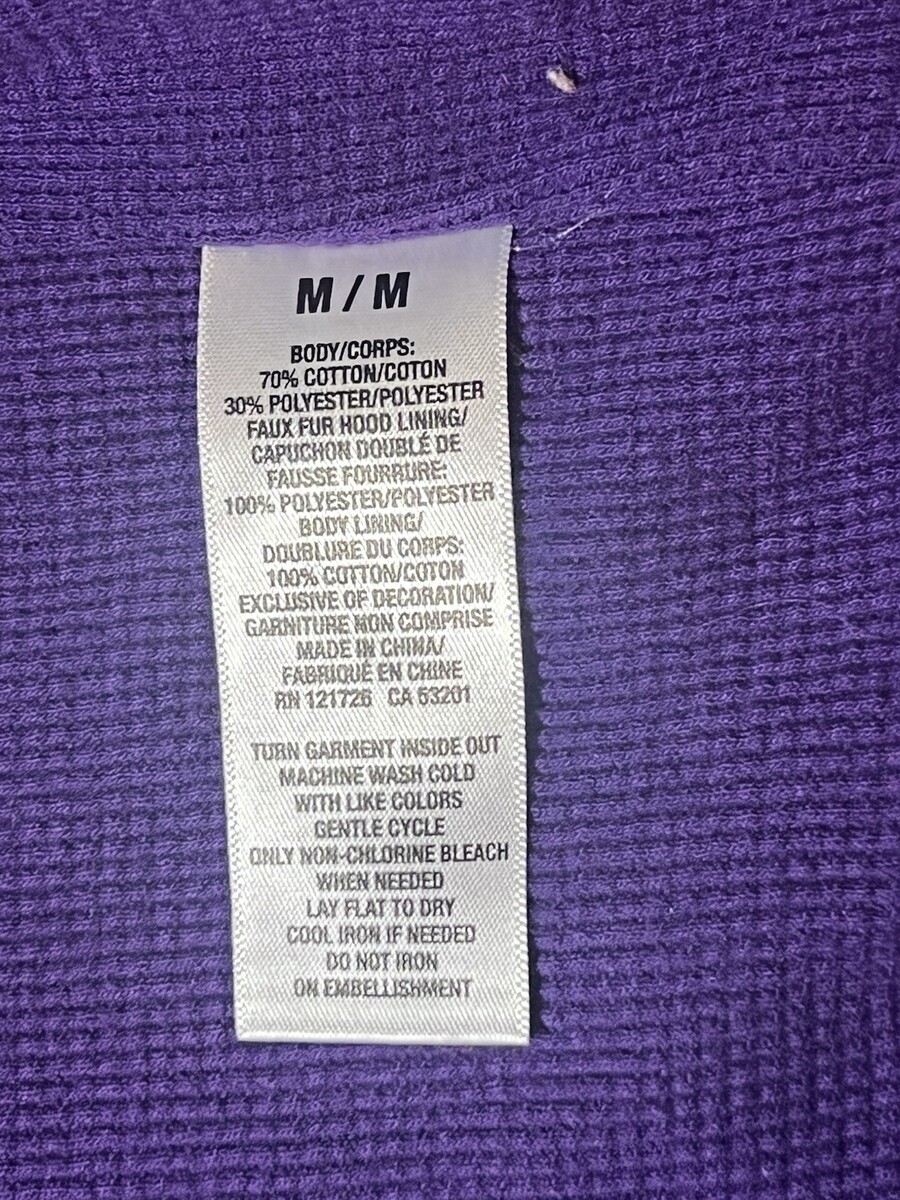 M / M
BODY/CORPS:
70% COTTON/COTON
30% POLYESTER/POLYESTER
FAUX FUR HOOD LINING/
CAPUCHON DOUBLÉ DE
FAUSSE FOURRURE:
100% POLYESTER/POLYESTER
BODY LINING/
DOUBLURE DU CORPS:
100% COTTON/COTON
EXCLUSIVE OF DECORATION/
GARNITURE NON COMPRISE
MADE IN CHINA/
FABRIQUÉ EN CHINE
RN 121726 CA 53201
TURN GARMENT INSIDE OUT
MACHINE WASH COLD
WITH LIKE COLORS
GENTLE CYCLE
ONLY NON-CHLORINE BLEACH
WHEN NEEDED
LAY FLAT TO DRY
COOL IRON IF NEEDED
DO NOT IRON
ON EMBELLISHMENT